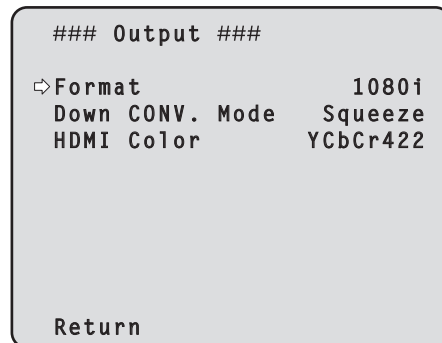 ### Output ###
⇨Format 1080i
Down CONV. Mode Squeeze
HDMI Color YCbCr422
Return